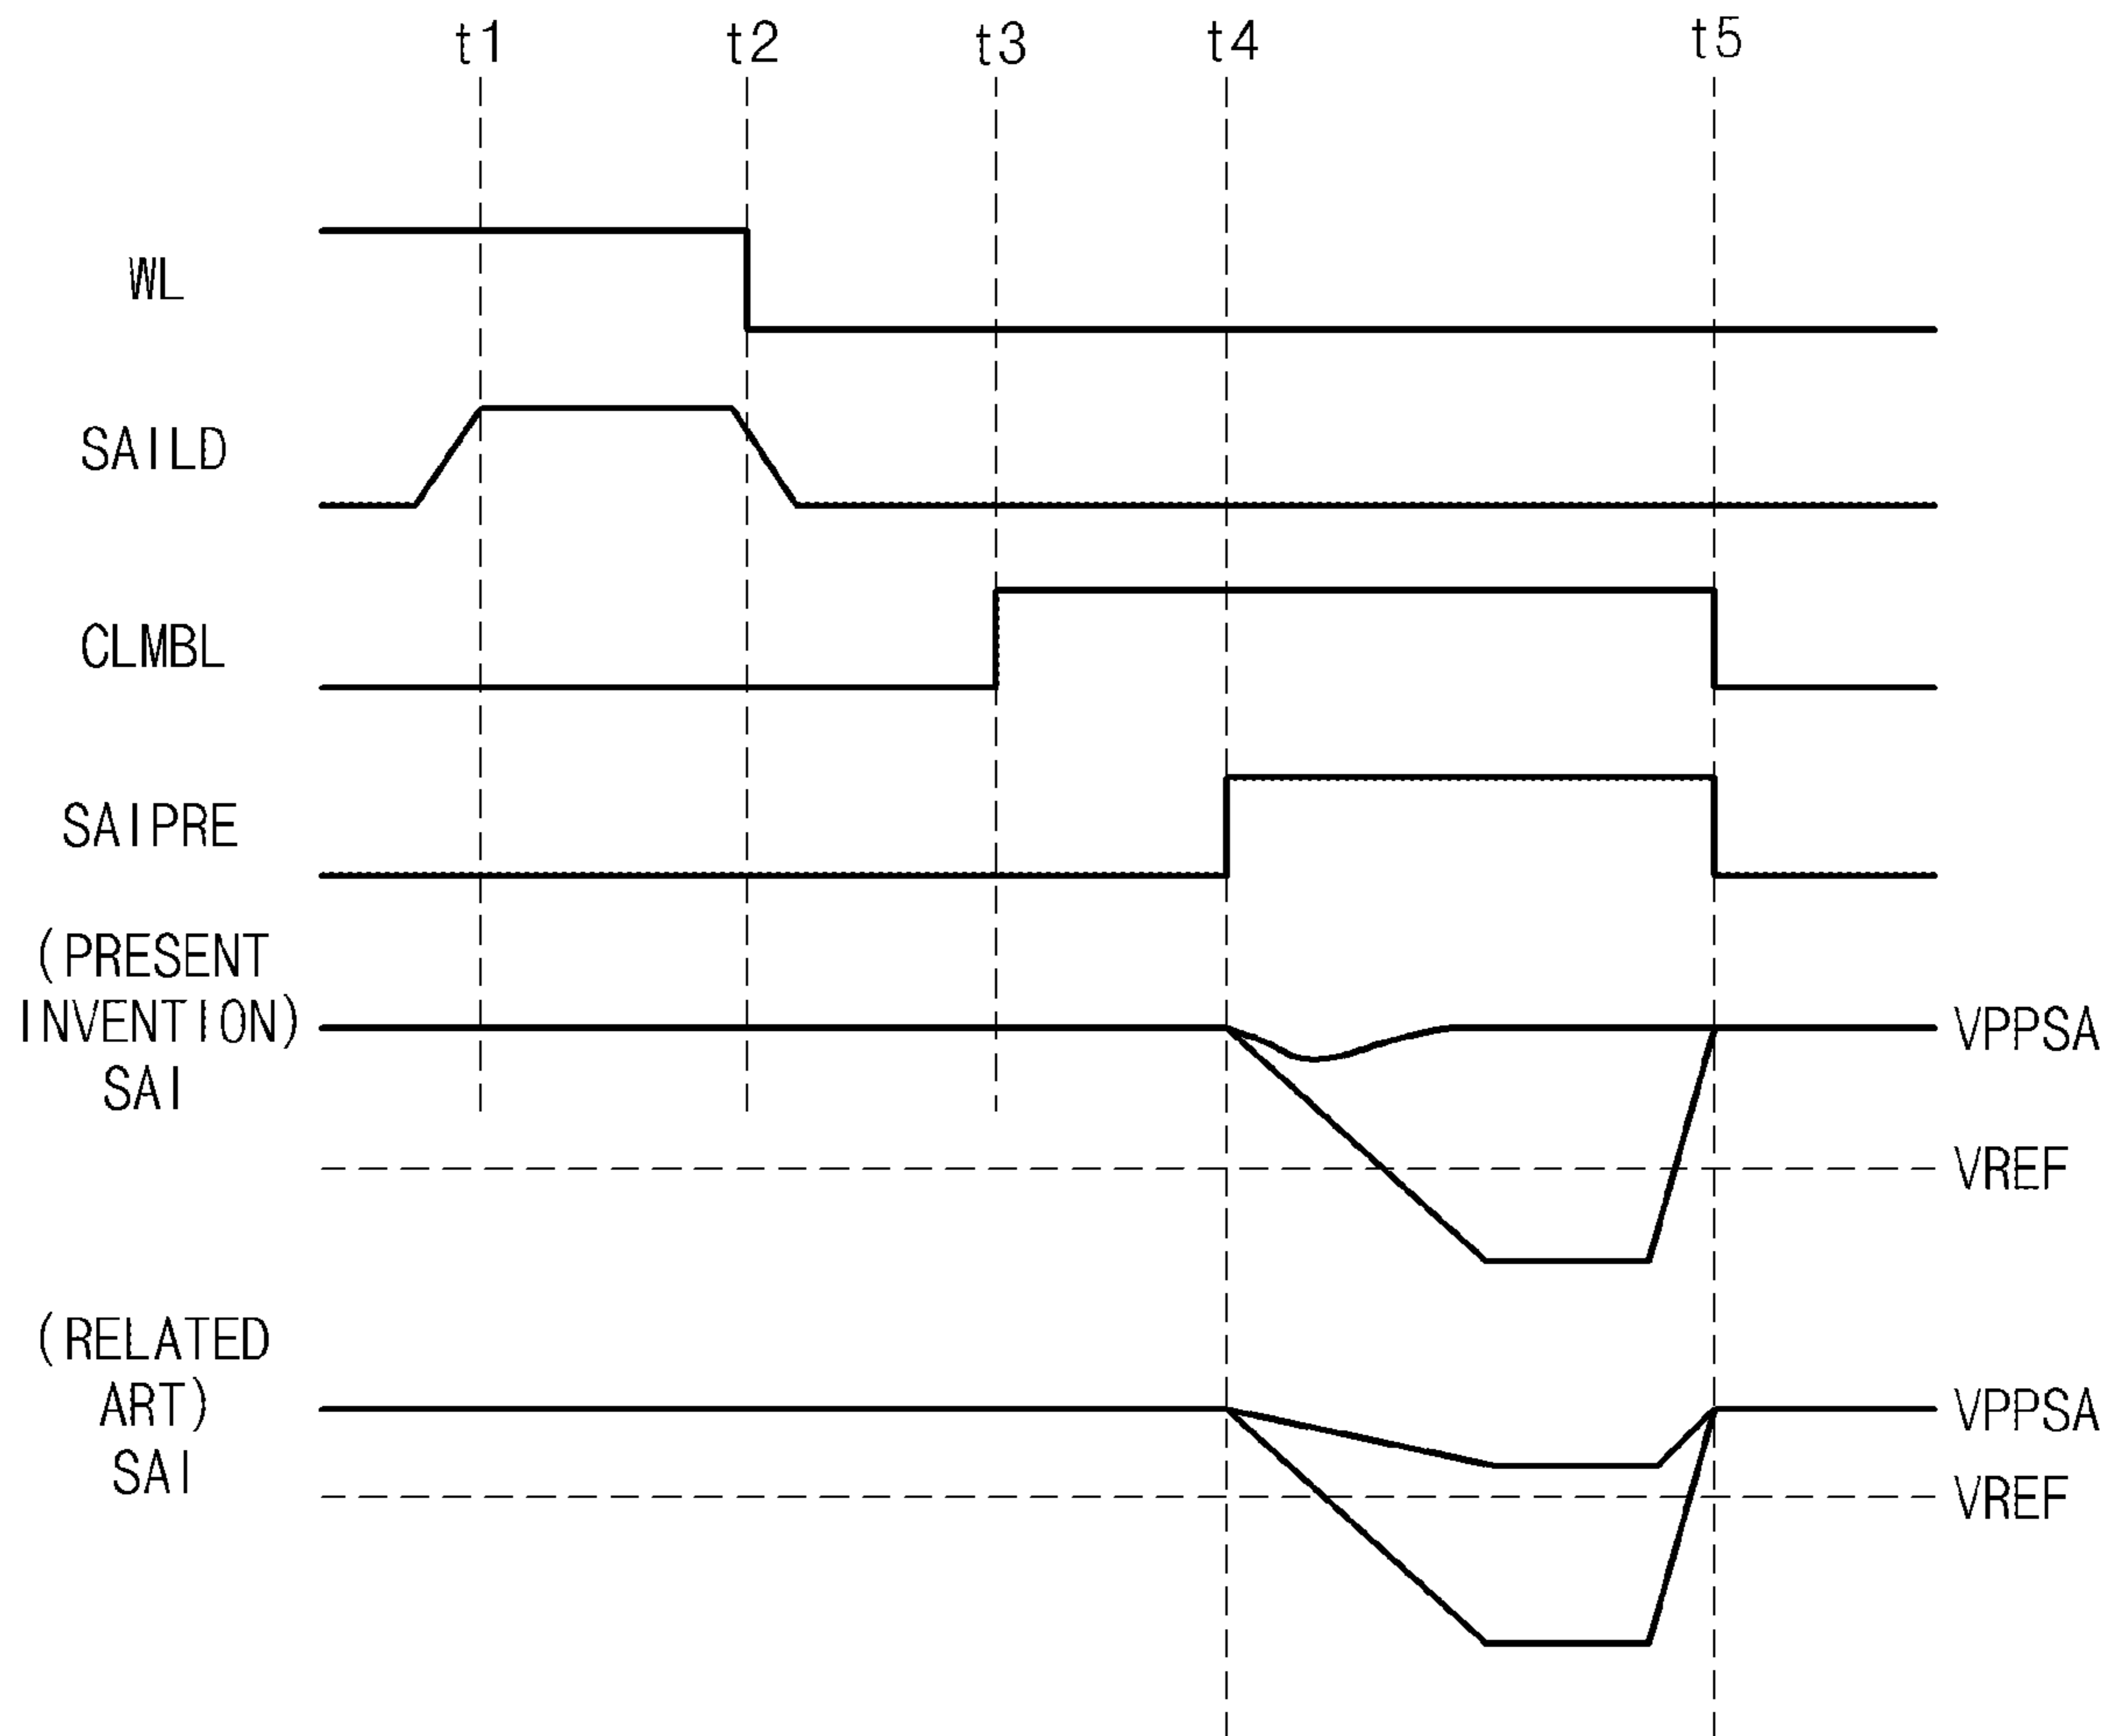 t1 t2 t3 t4 t5
WL
SAILD
CLMBL
SAIPRE
(PRESENT
INVENTION)
SAI
VPPSA
VREF
(RELATED
ART)
SAI
VPPSA
VREF